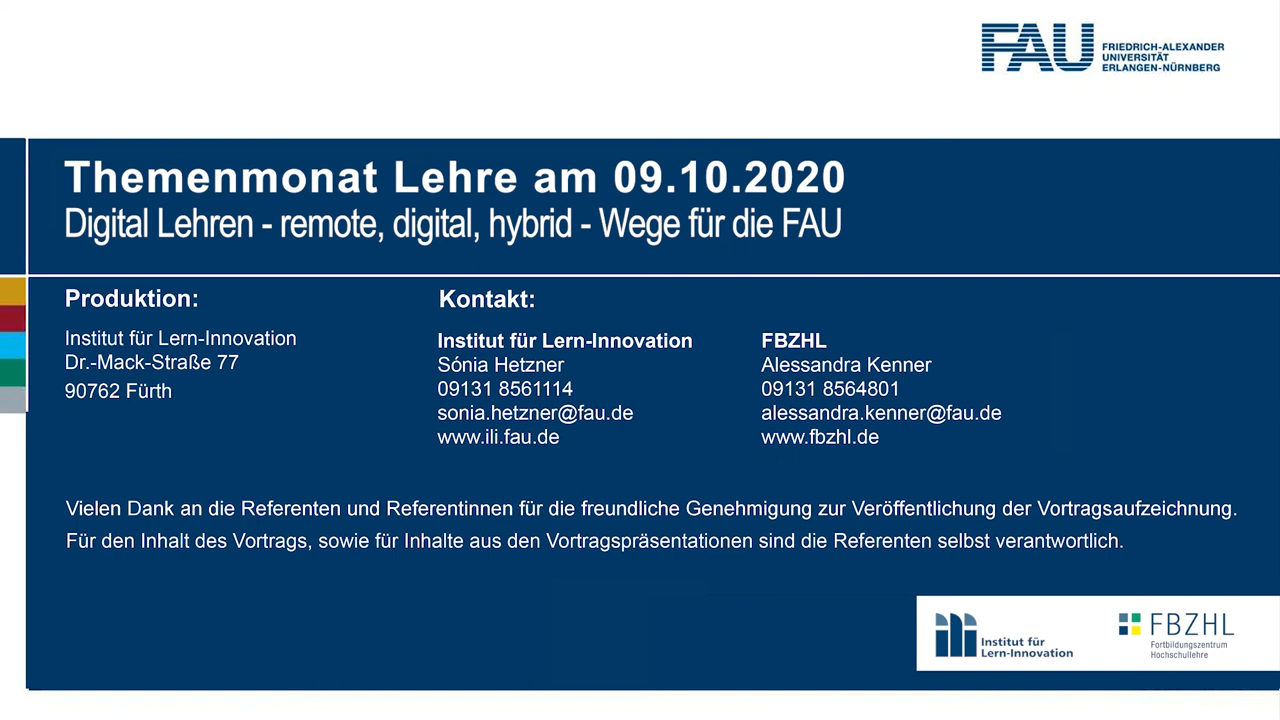 FAU
FRIEDRICH-ALEXANDER
UNIVERSITÄT
ERLANGEN-NÜRNBERG
Themenmonat Lehre am 09.10.2020
Digital Lehren - remote, digital, hybrid - Wege für die FAU
Produktion:
Institut für Lern-Innovation
Dr.-Mack-Straße 77
90762 Fürth
Kontakt:
Institut für Lern-Innovation
Sónia Hetzner
09131 8561114
sonia.hetzner@fau.de
www.ili.fau.de
FBZHL
Alessandra Kenner
09131 8564801
alessandra.kenner@fau.de
www.fbzhl.de
Vielen Dank an die Referenten und Referentinnen für die freundliche Genehmigung zur Veröffentlichung der Vortragsaufzeichnung.
Für den Inhalt des Vortrags, sowie für Inhalte aus den Vortragspräsentationen sind die Referenten selbst verantwortlich.
ili
Institut für
Lern-Innovation
FBZHL
Fortbildungszentrum
Hochschullehre